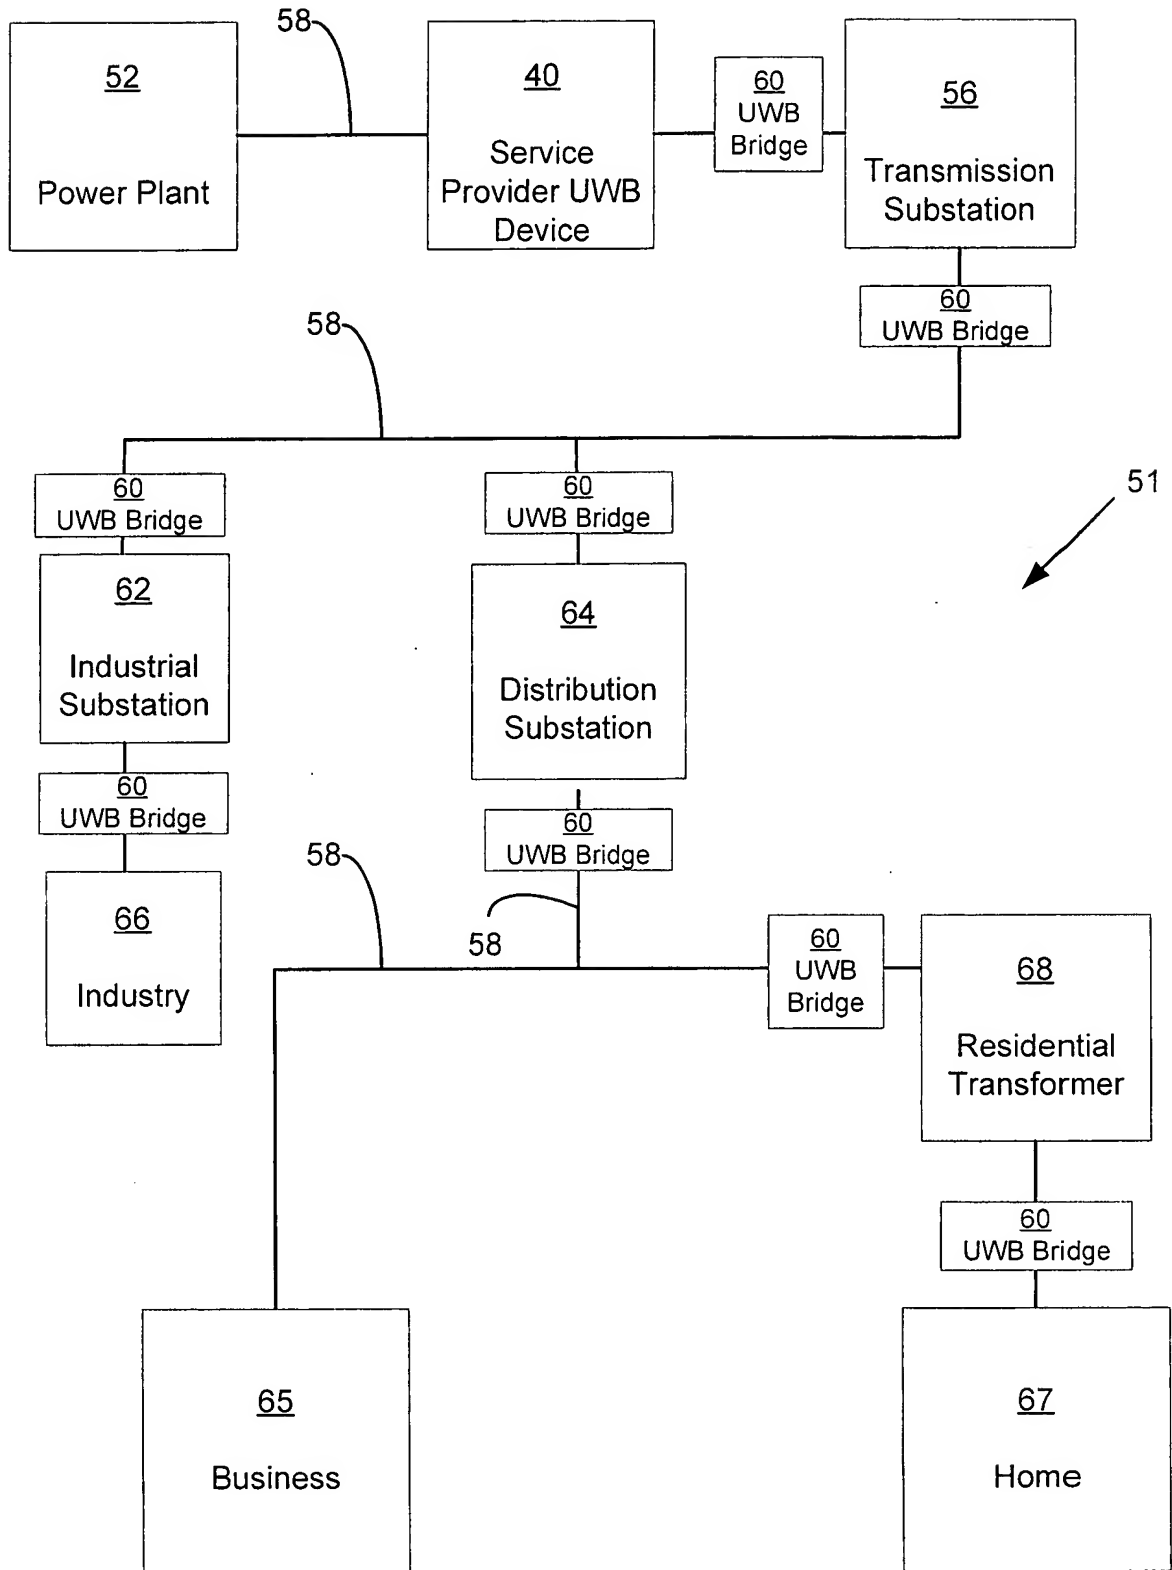 58
52
Power Plant
40
Service
Provider UWB
Device
60
UWB
Bridge
56
Transmission
Substation
60
UWB Bridge
58
51
60
UWB Bridge
60
UWB Bridge
62
Industrial
Substation
64
Distribution
Substation
60
UWB Bridge
60
UWB Bridge
58
58
66
Industry
60
UWB
Bridge
68
Residential
Transformer
60
UWB Bridge
65
Business
67
Home